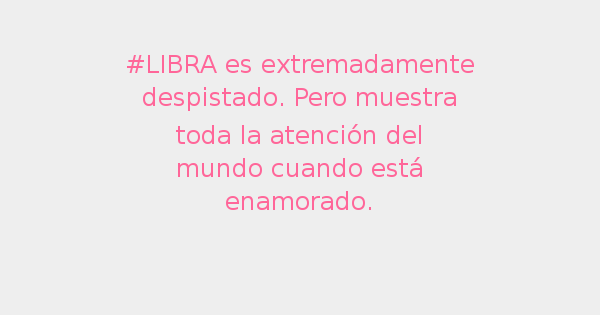 #LIBRA es extremadamente
despistado. Pero muestra
toda la atención del
mundo cuando está
enamorado.